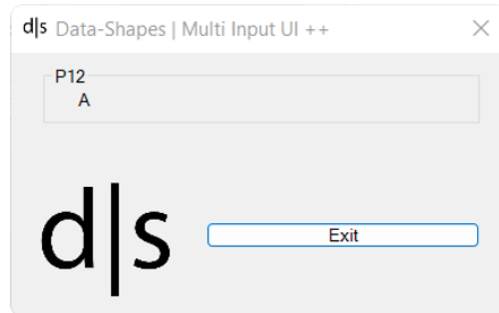 d|s Data-Shapes | Multi Input UI ++
P12
A
d|s
Exit